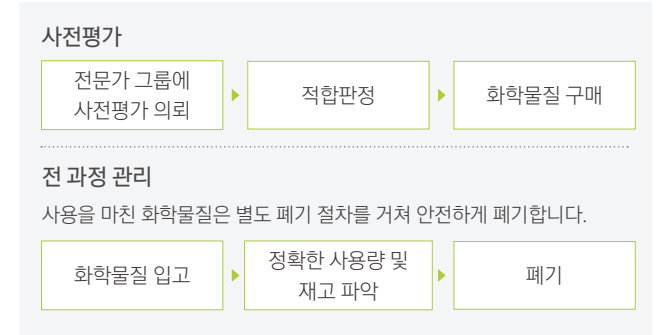 사전평가
전문가 그룹에
사전평가 의뢰
적합판정
화학물질 구매
전 과정 관리
사용을 마친 화학물질은 별도 폐기 절차를 거쳐 안전하게 폐기합니다.
화학물질 입고
정확한 사용량 및
재고 파악
폐기